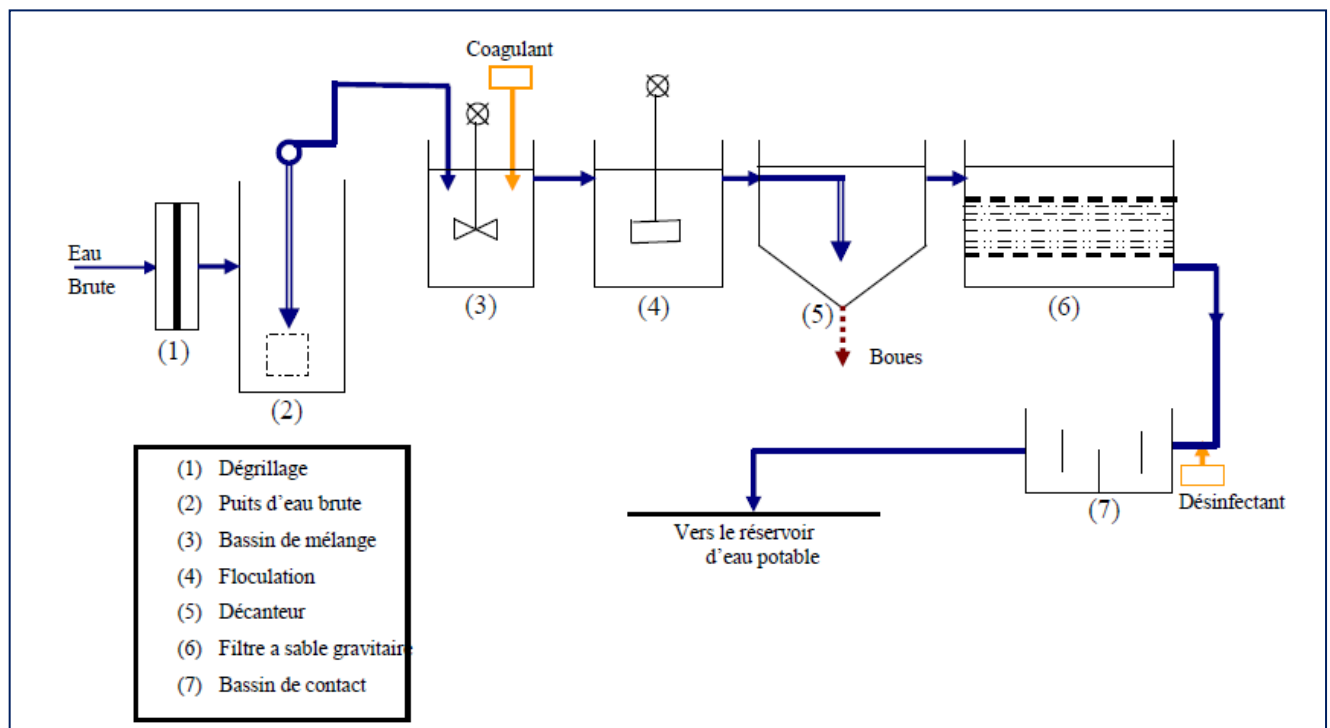 Coagulant
Eau
Brute
(1)
(2)
(3)
(4)
(5)
(6)
Boues
(7)
Désinfectant
Vers le réservoir
d’eau potable
(1) Dégrillage
(2) Puits d’eau brute
(3) Bassin de mélange
(4) Floculation
(5) Décanteur
(6) Filtre a sable gravitaire
(7) Bassin de contact